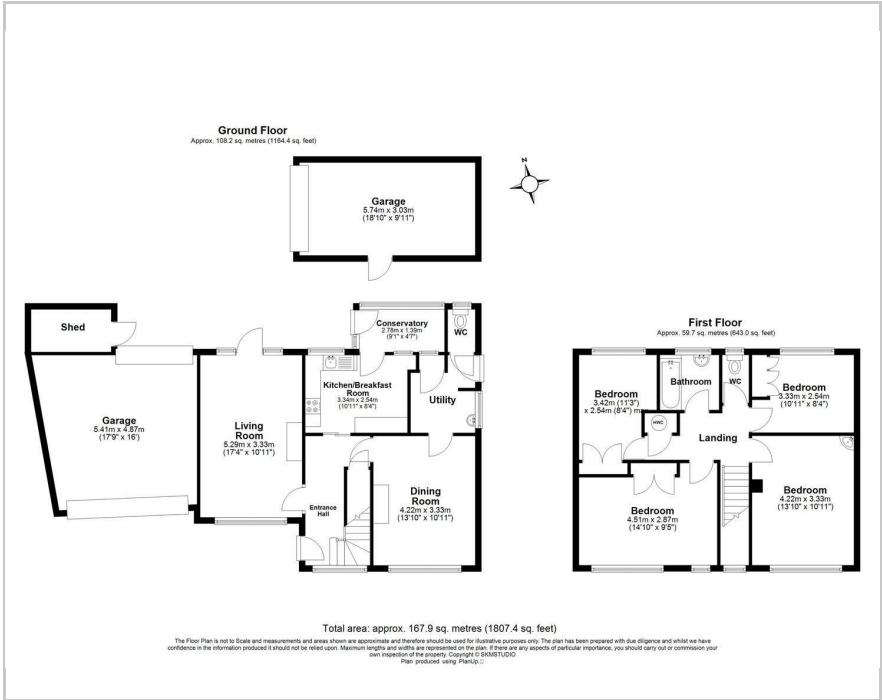 Ground Floor
Approx. 108.2 sq. metres (1164.4 sq. feet)
N
Garage
5.74m x 3.03m
(18'10" x 9'11")
Shed
Conservatory
2.78m x 1.39m
(9'1" x 4'7")
WC
Kitchen/Breakfast
Room
3.34m x 2.54m
(10'11" x 8'4")
Utility
Garage
5.41m x 4.87m
(17'9" x 16')
Living
Room
5.29m x 3.33m
(17'4" x 10'11")
Entrance
Hall
Dining
Room
4.22m x 3.33m
(13'10" x 10'11")
First Floor
Approx. 59.7 sq. metres (643.0 sq. feet)
Bedroom
3.42m (11'3")
x 2.54m (8'4") m
Bathroom
WC
Bedroom
3.33m x 2.54m
(10'11" x 8'4")
HWC
Landing
Bedroom
4.51m x 2.87m
(14'10" x 9'5")
Bedroom
4.22m x 3.33m
(13'10" x 10'11")
Total area: approx. 167.9 sq. metres (1807.4 sq. feet)
The Floor Plan is not to Scale and measurements and areas shown are approximate and therefore should be used for illustrative purposes only. The plan has been prepared with due diligence and whilst we have
confidence in the information produced it should not be relied upon. Maximum lengths and widths are represented on the plan. If there are any aspects of particular importance, you should carry out or commission your
own inspection of the property. Copyright © SKMSTUDIO
Plan produced using PlanUp.